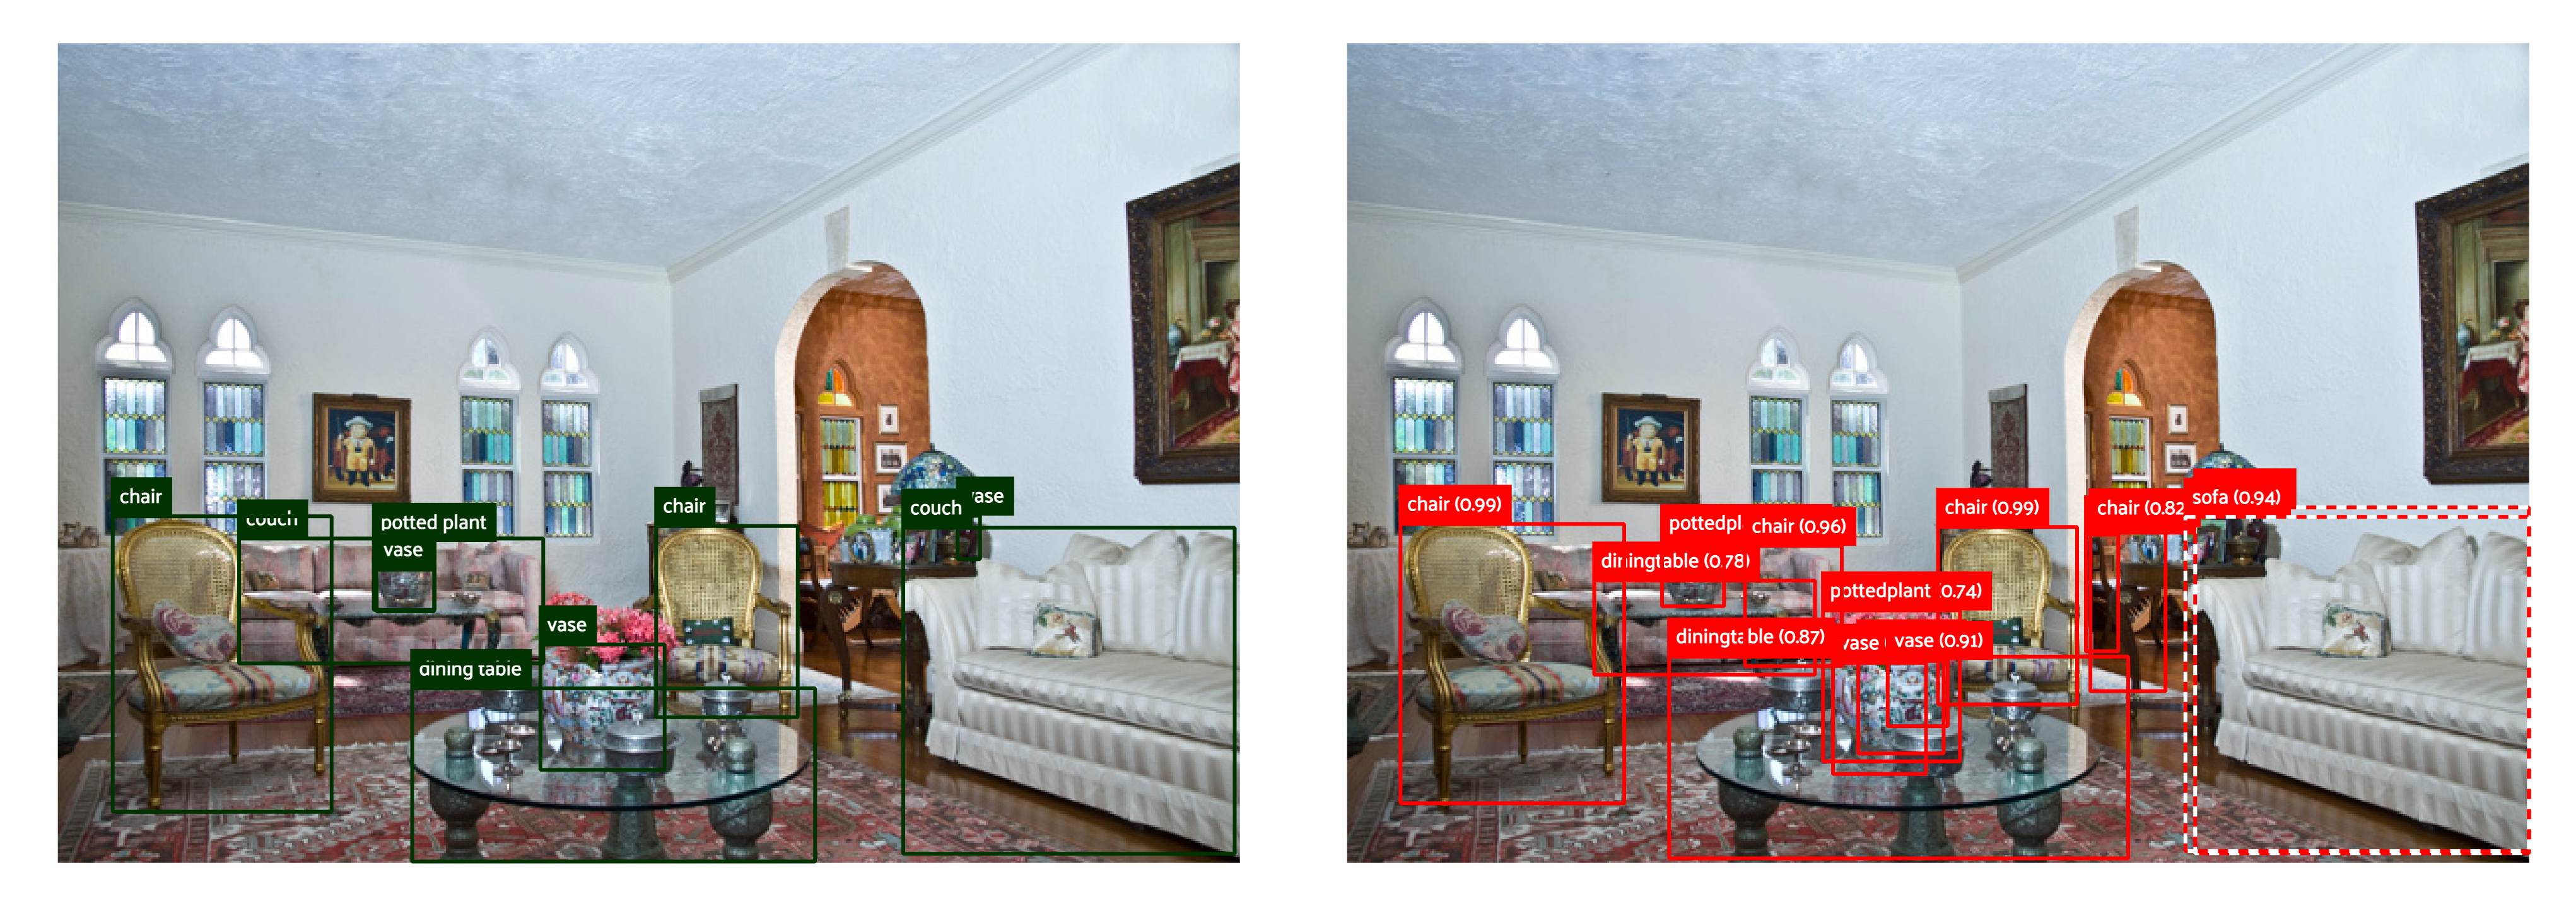 chair
couch
potted plant
vase
chair
couch
vase
vase
dining table
chair (0.99)
pottedpl
chair (0.96)
chair (0.99)
chair (0.82
sofa (0.94)
diningtable (0.78)
pottedplant
0.74)
diningtable (0.87)
vase
vase (0.91)